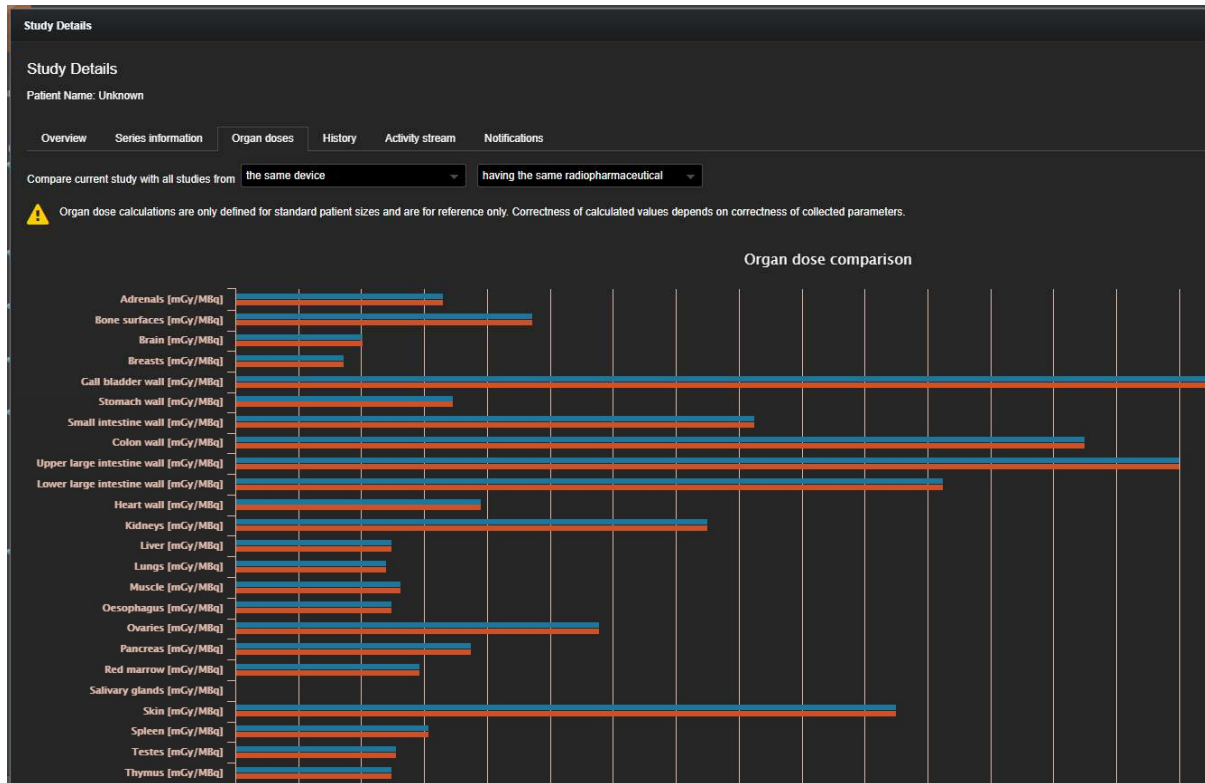 Study Details
Study Details
Patient Name: Unknown
Overview Series information Organ doses History Activity stream Notifications
Compare current study with all studies from the same device having the same radiopharmaceutical
Organ dose calculations are only defined for standard patient sizes and are for reference only. Correctness of calculated values depends on correctness of collected parameters.
Organ dose comparison
Adrenals [mGy/MBq]
Bone surfaces [mGy/MBq]
Brain [mGy/MBq]
Breasts [mGy/MBq]
Gall bladder wall [mGy/MBq]
Stomach wall [mGy/MBq]
Small intestine wall [mGy/MBq]
Colon wall [mGy/MBq]
Upper large intestine wall [mGy/MBq]
Lower large intestine wall [mGy/MBq]
Heart wall [mGy/MBq]
Kidneys [mGy/MBq]
Liver [mGy/MBq]
Lungs [mGy/MBq]
Muscle [mGy/MBq]
Oesophagus [mGy/MBq]
Ovaries [mGy/MBq]
Pancreas [mGy/MBq]
Red marrow [mGy/MBq]
Salivary glands [mGy/MBq]
Skin [mGy/MBq]
Spleen [mGy/MBq]
Testes [mGy/MBq]
Thymus [mGy/MBq]